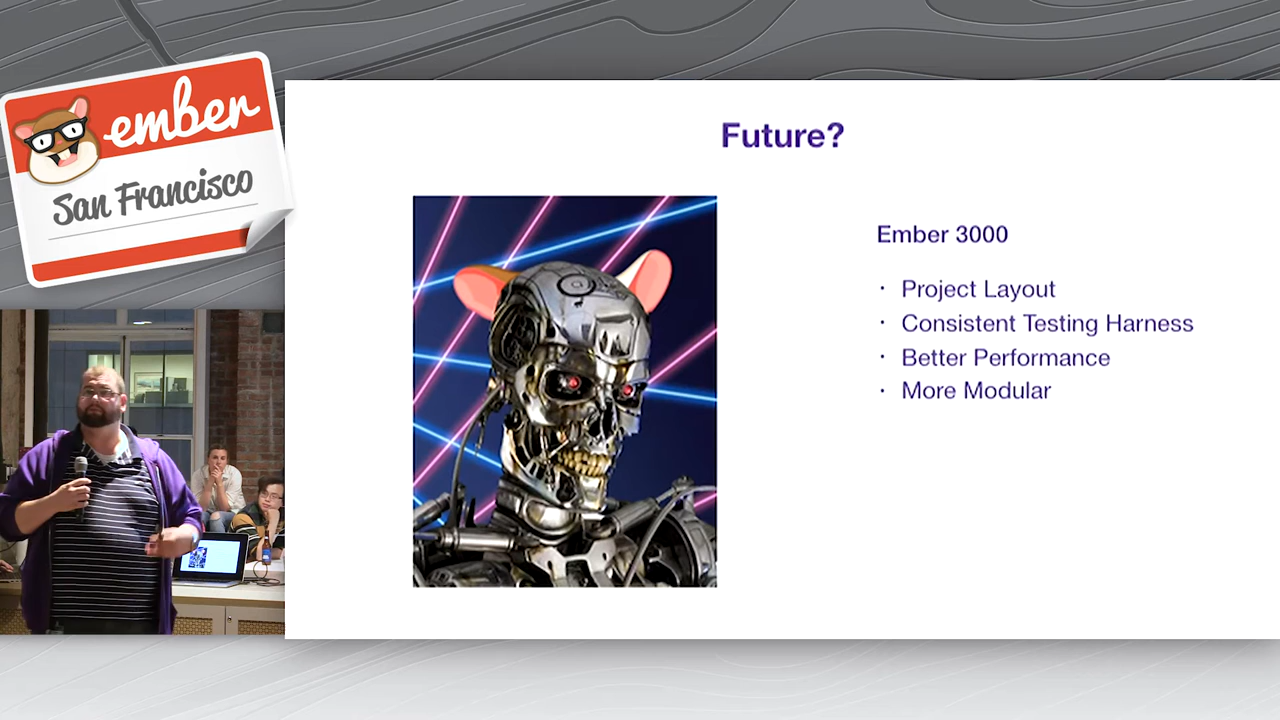 ember
San Francisco
Future?
Ember 3000
· Project Layout
· Consistent Testing Harness
· Better Performance
· More Modular